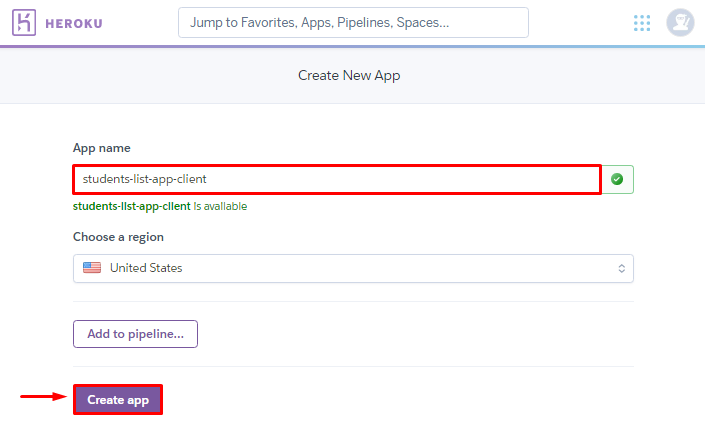 HEROKU
Jump to Favorites, Apps, Pipelines, Spaces...
Create New App
App name
students-list-app-client
students-list-app-client is available
Choose a region
United States
Add to pipeline...
Create app